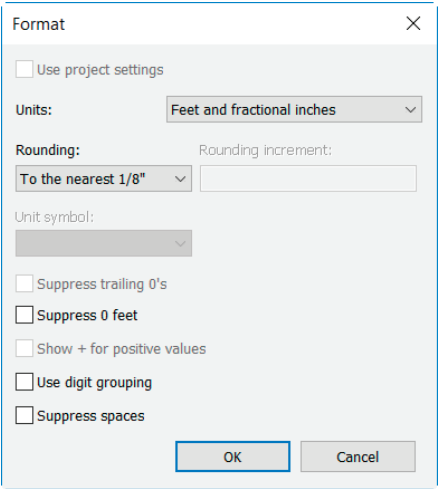 Format
Use project settings
Units: Feet and fractional inches
Rounding: Rounding increment:
To the nearest 1/8"
Unit symbol:
Suppress trailing 0's
Suppress 0 feet
Show + for positive values
Use digit grouping
Suppress spaces
OK Cancel